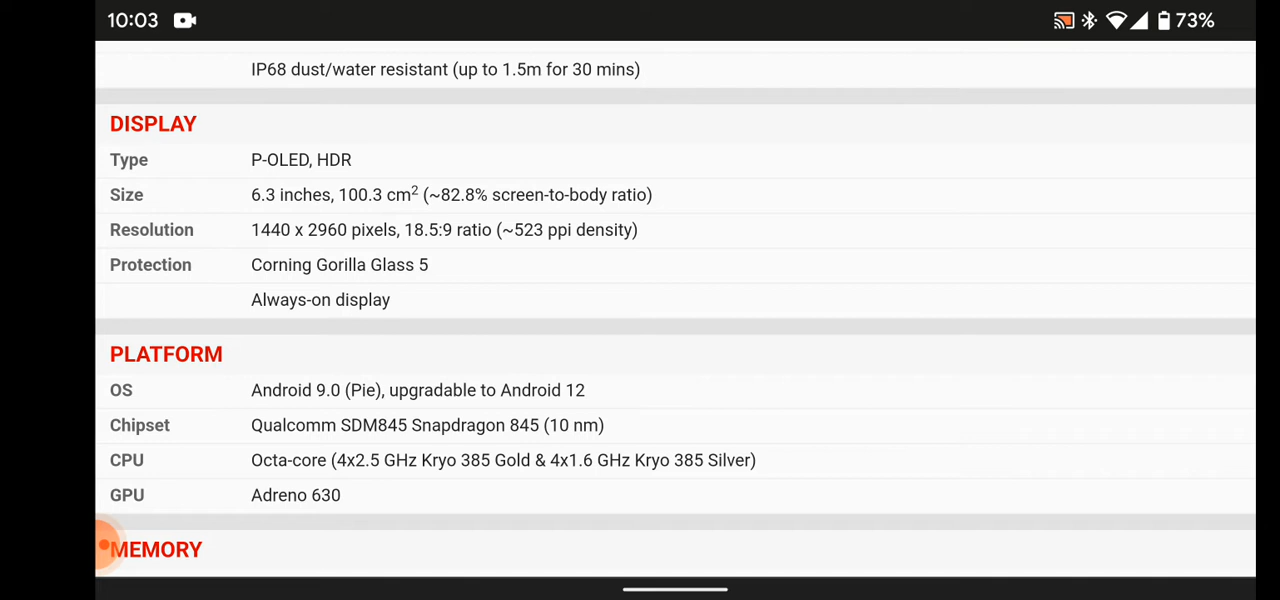 10:03 73%
IP68 dust/water resistant (up to 1.5m for 30 mins)
DISPLAY
Type P-OLED, HDR
Size 6.3 inches, 100.3 cm² (~82.8% screen-to-body ratio)
Resolution 1440 x 2960 pixels, 18.5:9 ratio (~523 ppi density)
Protection Corning Gorilla Glass 5
Always-on display
PLATFORM
OS Android 9.0 (Pie), upgradable to Android 12
Chipset Qualcomm SDM845 Snapdragon 845 (10 nm)
CPU Octa-core (4x2.5 GHz Kryo 385 Gold & 4x1.6 GHz Kryo 385 Silver)
GPU Adreno 630
MEMORY